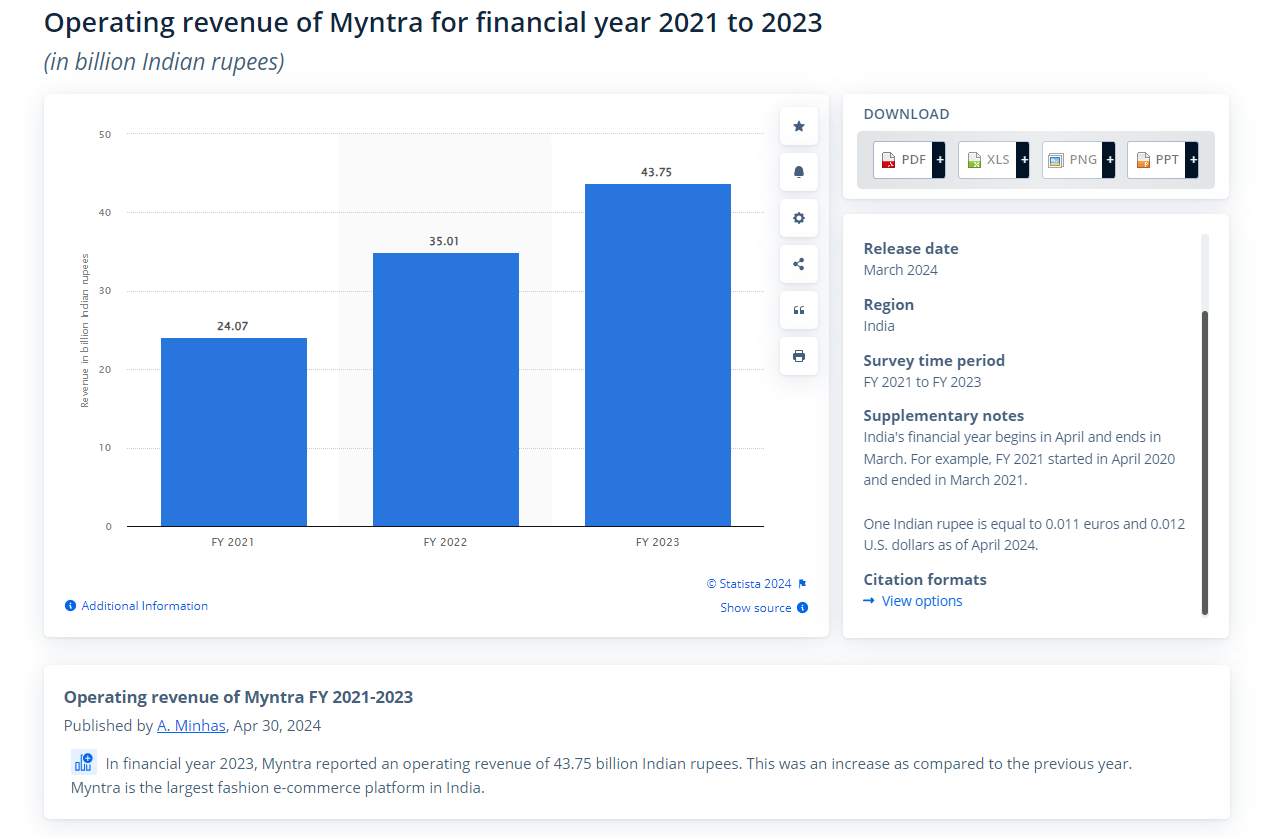 Operating revenue of Myntra for financial year 2021 to 2023
(in billion Indian rupees)
50
40
30
20
10
0
Revenue in billion Indian rupees
24.07
35.01
43.75
FY 2021
FY 2022
FY 2023
© Statista 2024
Additional Information
Show source
DOWNLOAD
PDF +
XLS +
PNG +
PPT +
Release date
March 2024
Region
India
Survey time period
FY 2021 to FY 2023
Supplementary notes
India's financial year begins in April and ends in
March. For example, FY 2021 started in April 2020
and ended in March 2021.
One Indian rupee is equal to 0.011 euros and 0.012
U.S. dollars as of April 2024.
Citation formats
→ View options
Operating revenue of Myntra FY 2021-2023
Published by A. Minhas, Apr 30, 2024
In financial year 2023, Myntra reported an operating revenue of 43.75 billion Indian rupees. This was an increase as compared to the previous year.
Myntra is the largest fashion e-commerce platform in India.